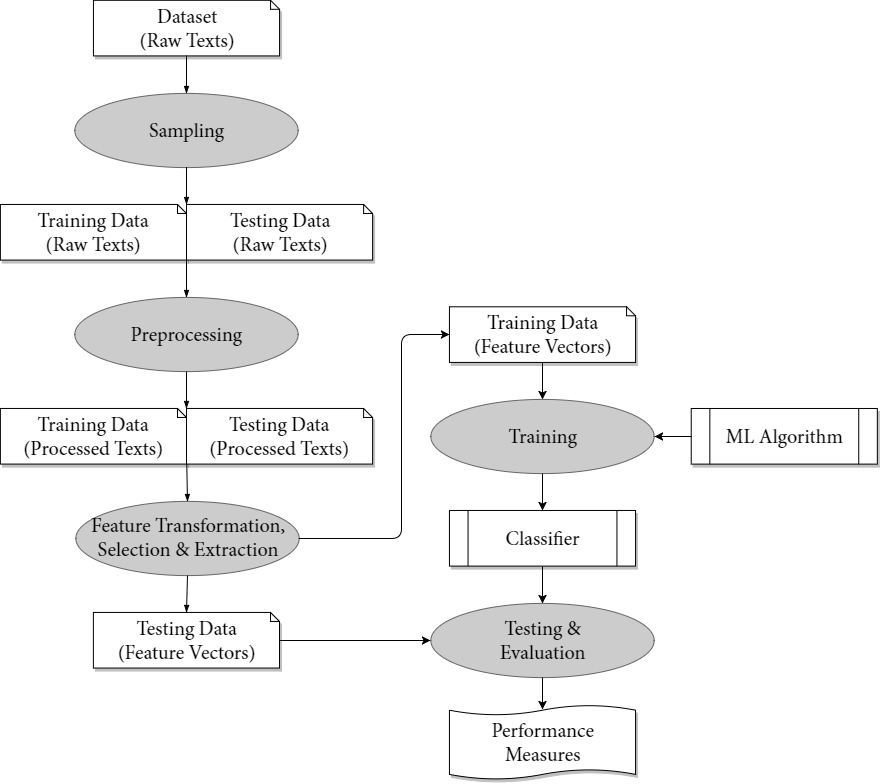 Dataset
(Raw Texts)
Sampling
Training Data
(Raw Texts)
Testing Data
(Raw Texts)
Preprocessing
Training Data
(Processed Texts)
Testing Data
(Processed Texts)
Feature Transformation,
Selection & Extraction
Testing Data
(Feature Vectors)
Training Data
(Feature Vectors)
Training
ML Algorithm
Classifier
Testing &
Evaluation
Performance
Measures